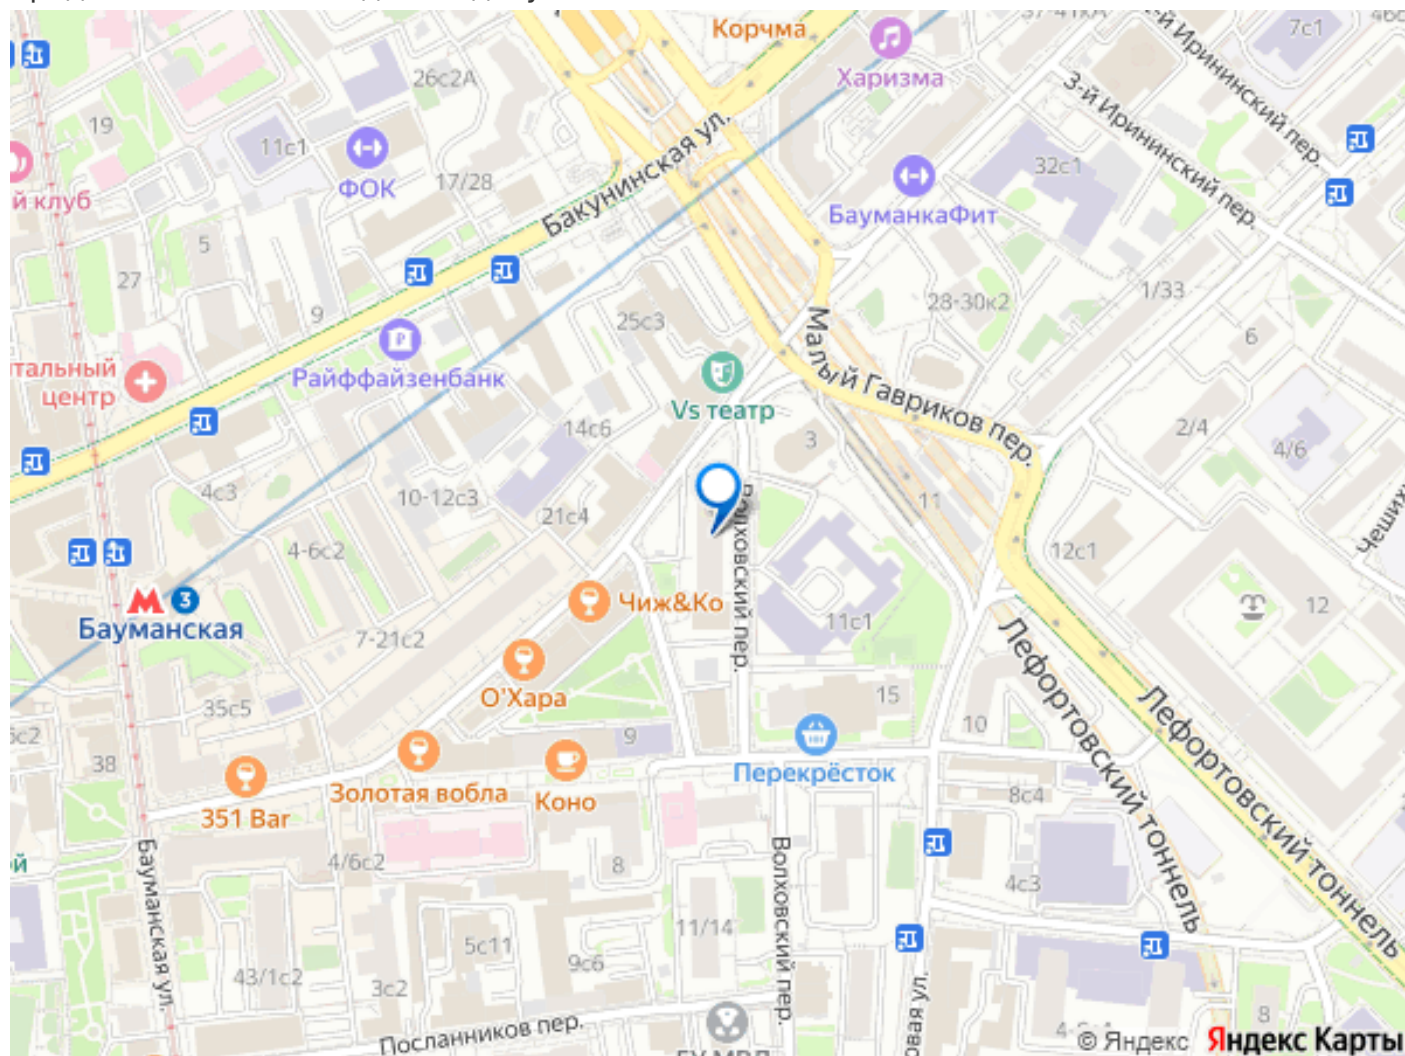 Корчма
7с1
Харизма
2-й Ирининский пер.
3-й Ирининский пер.
26с2А
19
11с1
ФОК
17/28
й клуб
Бакунинская ул.
32с1
БауманкаФит
5
27
9
25с3
28-30к2
1/33
6
Малый Гавриков пер.
тальный
центр
Райффайзенбанк
Vs театр
14с6
3
2/4
4/6
4с3
10-12с3
21с4
11
Волховский пер.
4-6с2
12с1
3
Бауманская
Чиж&Ко
7-21с2
11с1
12
О'Хара
35с5
15
10
Лефортовский тоннель
Лефортовский тоннель
38
9
351 Bar
Золотая вобла
Коно
Перекрёсток
8с4
ой
Бауманская ул.
4/6с2
8
Волховский пер.
4с3
11/14
5с11
9с6
43/1с2
3с2
Посланников пер.
овая ул.
8
© Яндекс Яндекс Карты